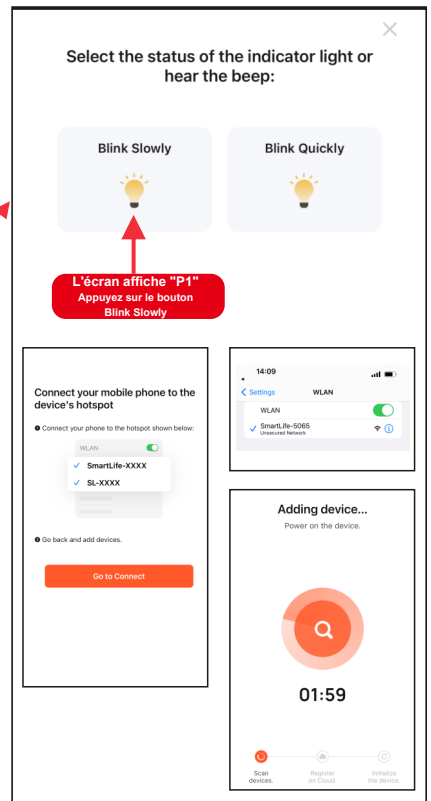 Select the status of the indicator light or
hear the beep:
Blink Slowly
Blink Quickly
L'écran affiche "P1"
Appuyez sur le bouton
Blink Slowly
Connect your mobile phone to the
device's hotspot
❶ Connect your phone to the hotspot shown below:
WLAN
✓ SmartLife-XXXX
✓ SL-XXXX
❷ Go back and add devices.
Go to Connect
14:09
Settings
WLAN
WLAN
SmartLife-5065
Unsecured Network
Adding device...
Power on the device.
01:59
Scan
devices.
Register
on Cloud.
Initialize
the device.